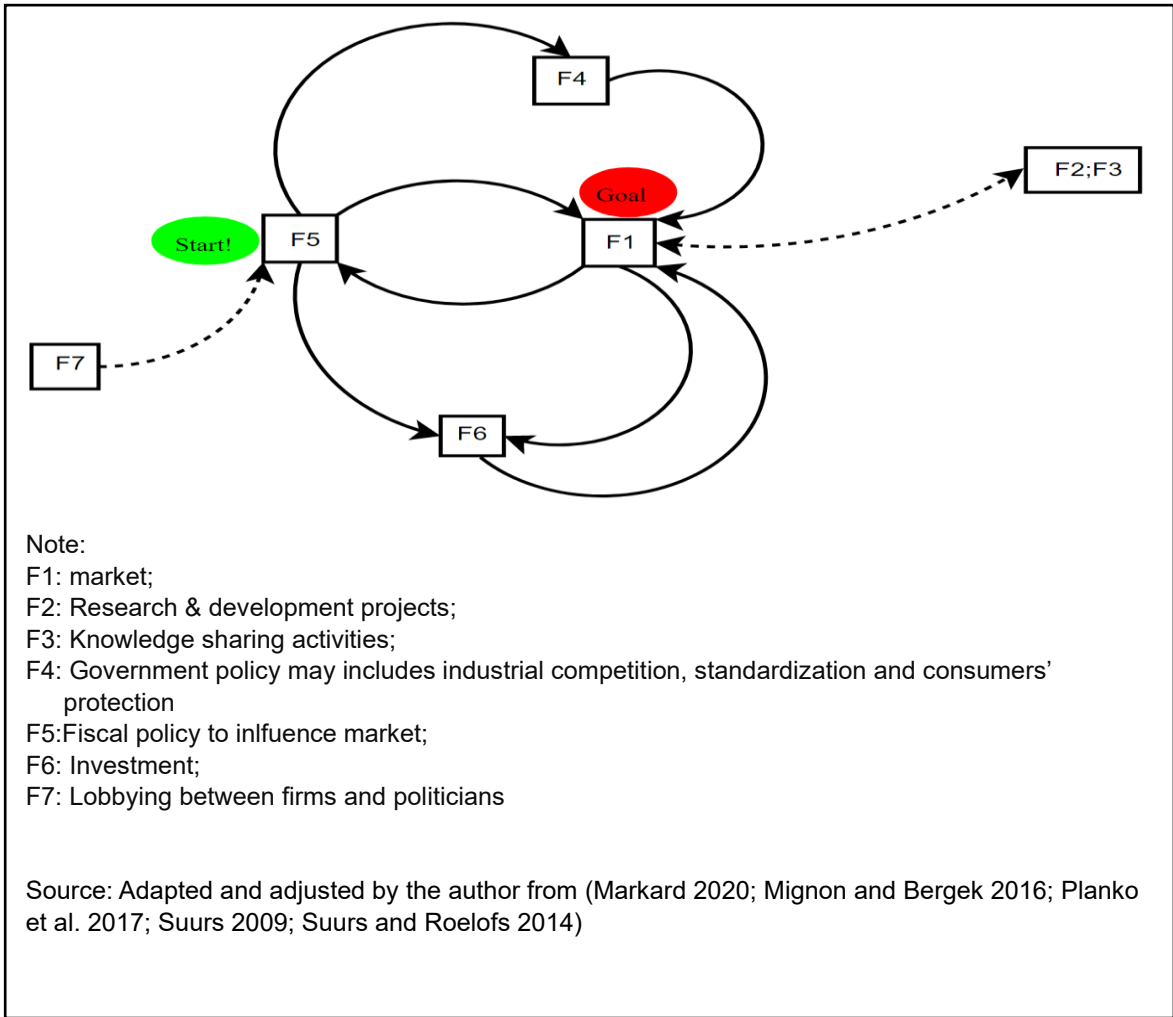 F4
Goal
F2;F3
Start!
F5
F1
F7
F6
Note:
F1: market;
F2: Research & development projects;
F3: Knowledge sharing activities;
F4: Government policy may includes industrial competition, standardization and consumers’
protection
F5:Fiscal policy to inlfuence market;
F6: Investment;
F7: Lobbying between firms and politicians
Source: Adapted and adjusted by the author from (Markard 2020; Mignon and Bergek 2016; Planko
et al. 2017; Suurs 2009; Suurs and Roelofs 2014)